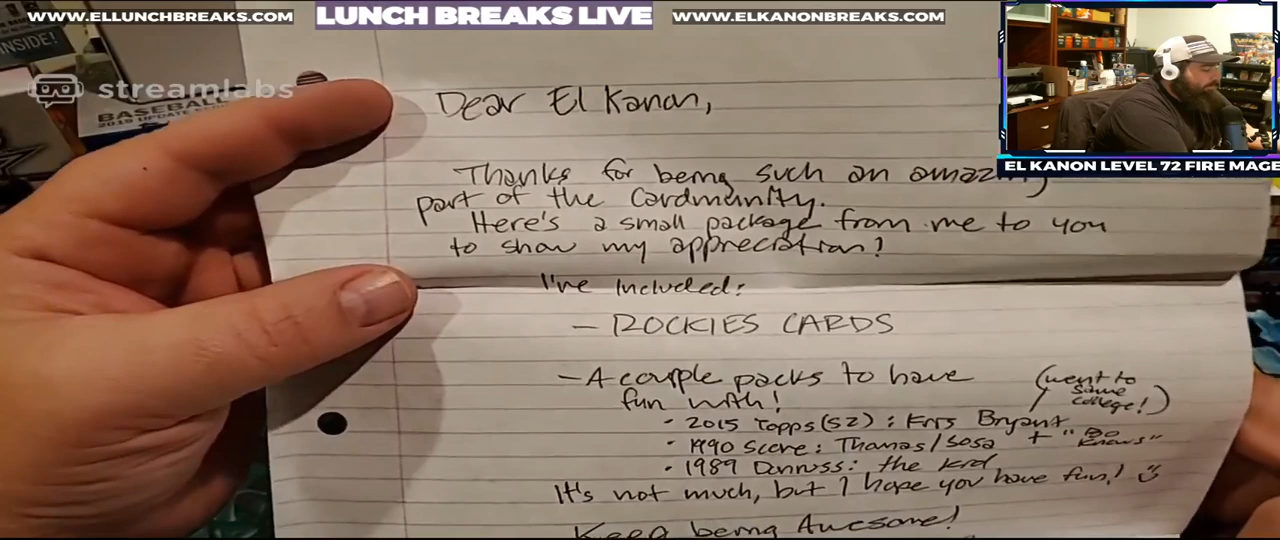 WWW.ELLUNCHBREAKS.COM LUNCH BREAKS LIVE WWW.ELKANONBREAKS.COM
INSIDE!
streamlabs
BASEBALL
2019 UPDATE
EL KANON LEVEL 72 FIRE MAGE
Dear El Kanon,
Thanks for being such an amazing
part of the Cardmunity.
Here's a small package from me to you
to show my appreciation!
I've Included:
- ROCKIES CARDS
- A couple packs to have
fun with!
(went to
same
college!)
• 2015 Topps (S2) : Kris Bryant
• 1990 Score : Thomas/Sosa + "Bo
Knows"
• 1989 Donruss: the kid
It's not much, but I hope you have fun!
Keep being Awesome!